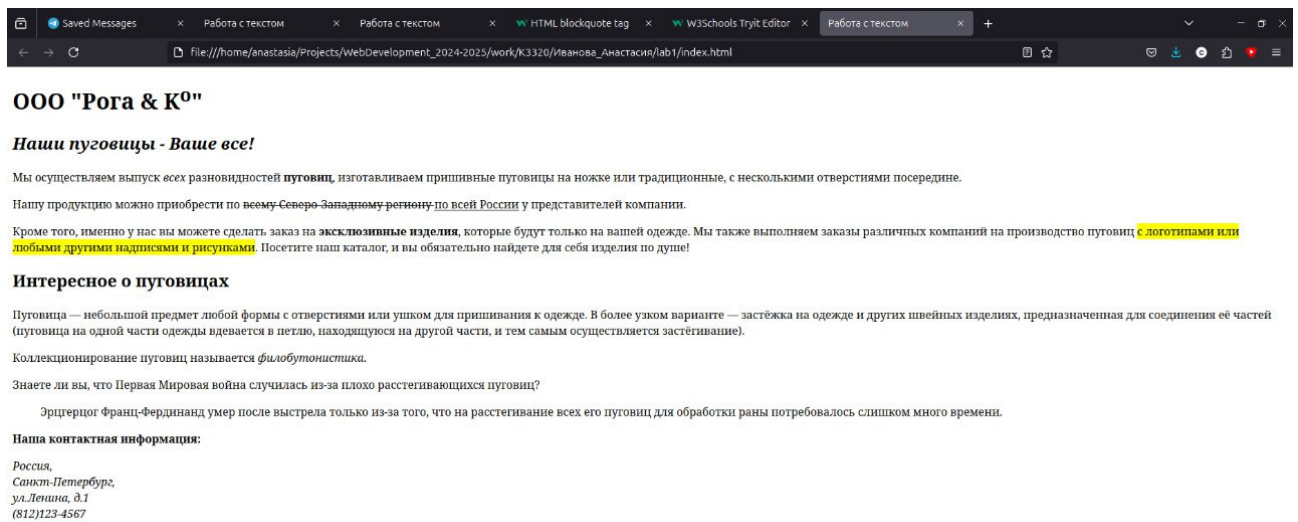 Saved Messages
Работа с текстом
Работа с текстом
HTML blockquote tag
W3Schools Tryit Editor
Работа с текстом
file:///home/anastasia/Projects/WebDevelopment_2024-2025/work/K3320/Иванова_Анастасия/lab1/index.html
ООО "Рога & Kº"
Наши пуговицы - Ваше все!
Мы осуществляем выпуск всех разновидностей пуговиц, изготавливаем пришивные пуговицы на ножке или традиционные, с несколькими отверстиями посередине.
Нашу продукцию можно приобрести по всему Северо-Западному региону по всей России у представителей компании.
Кроме того, именно у нас вы можете сделать заказ на эксклюзивные изделия, которые будут только на вашей одежде. Мы также выполняем заказы различных компаний на производство пуговиц с логотипами или
любыми другими надписями и рисунками. Посетите наш каталог, и вы обязательно найдете для себя изделия по душе!
Интересное о пуговицах
Пуговица — небольшой предмет любой формы с отверстиями или ушком для пришивания к одежде. В более узком варианте — застёжка на одежде и других швейных изделиях, предназначенная для соединения её частей
(пуговица на одной части одежды вдевается в петлю, находящуюся на другой части, и тем самым осуществляется застёгивание).
Коллекционирование пуговиц называется филобутонистика.
Знаете ли вы, что Первая Мировая война случилась из-за плохо расстегивающихся пуговиц?
Эрцгерцог Франц-Фердинанд умер после выстрела только из-за того, что на расстегивание всех его пуговиц для обработки раны потребовалось слишком много времени.
Наша контактная информация:
Россия,
Санкт-Петербург,
ул.Ленина, д.1
(812)123-4567